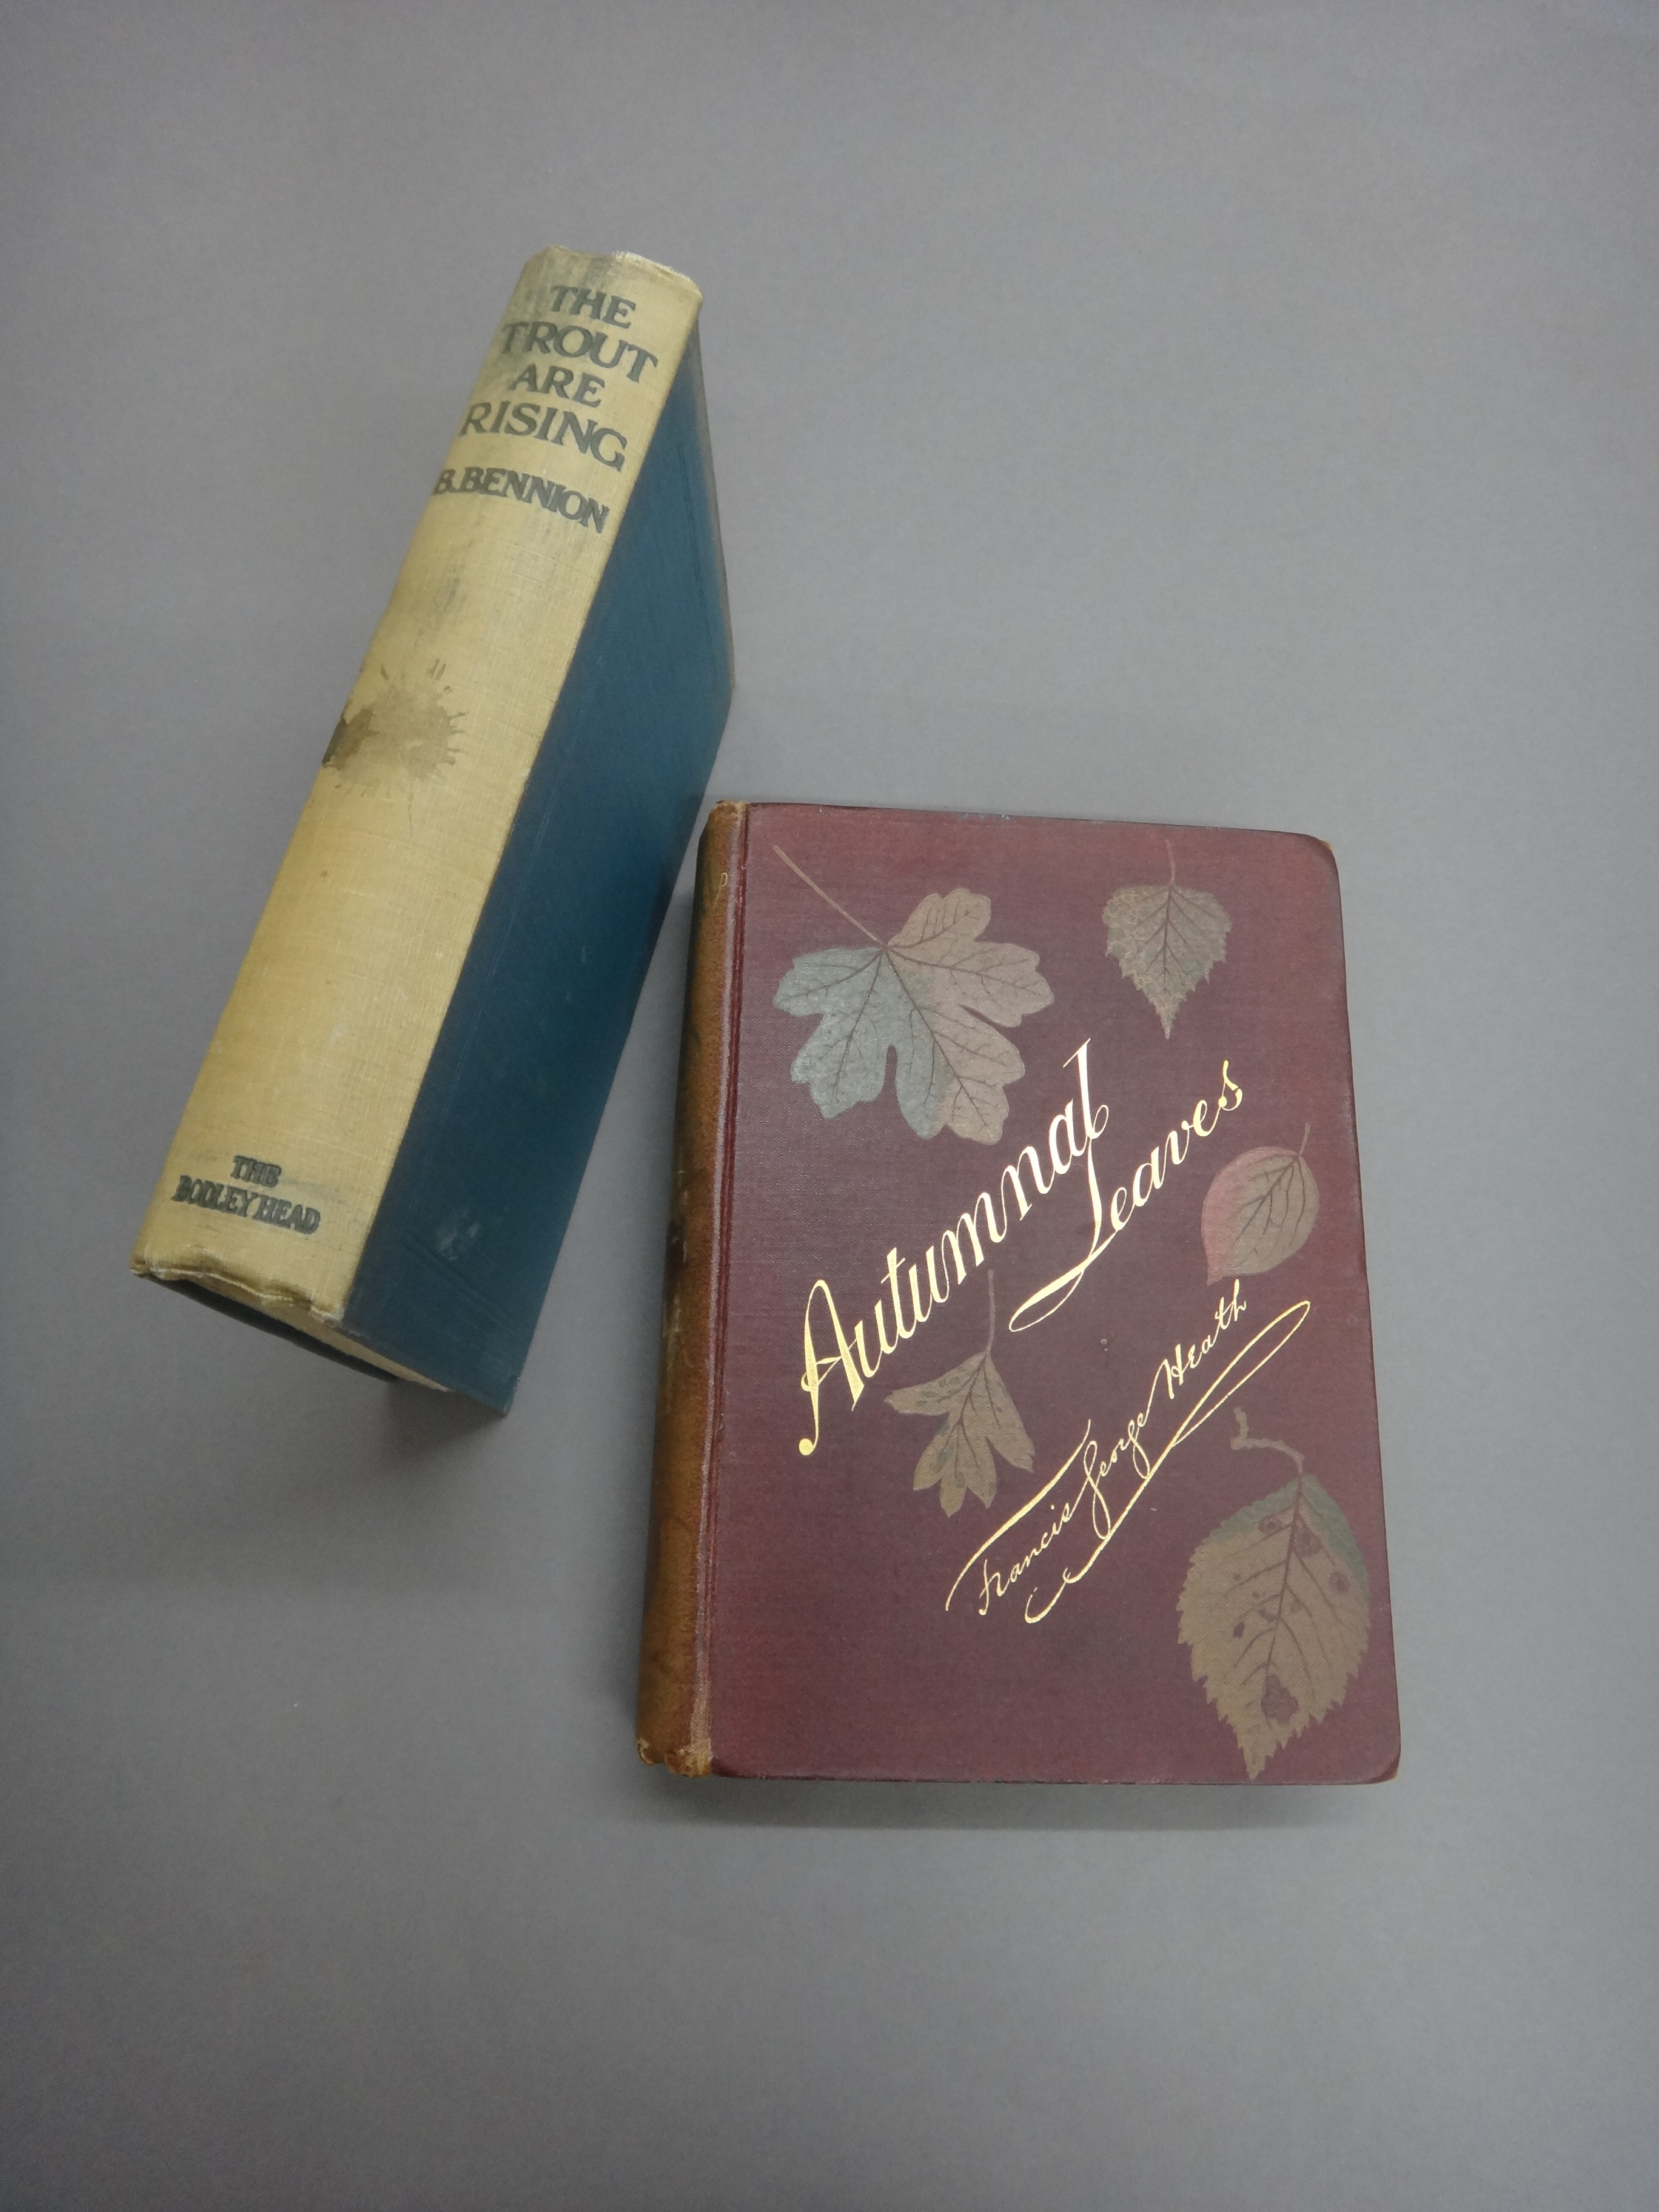 THE
TROUT
ARE
RISING
B. BENNION
THE
BODLEY HEAD
Autumnal
Leaves
Francis George Heath